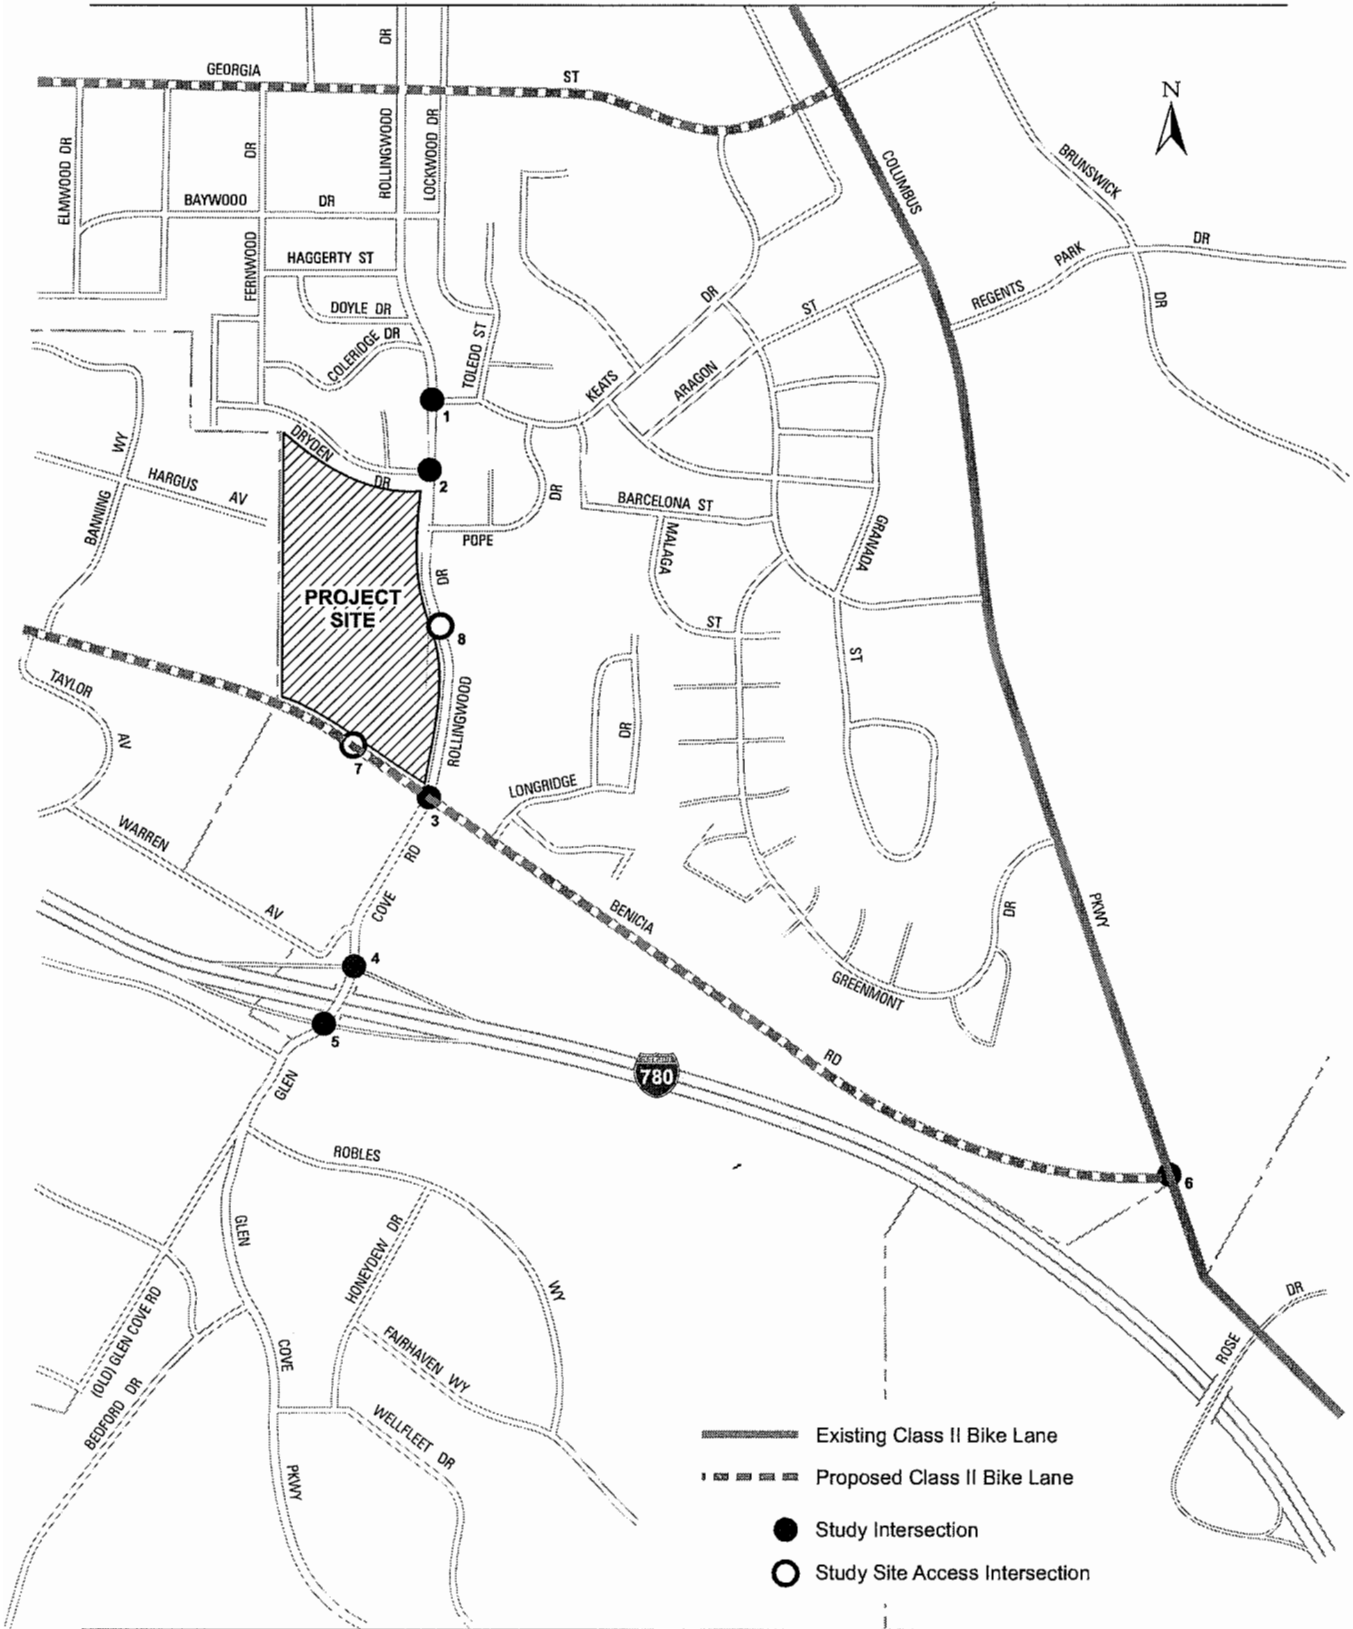 DR
GEORGIA
ST
N
ELMWOOD DR
DR
ROLLINGWOOD
LOCKWOOD DR
COLUMBUS
BRUNSWICK
BAYWOOD
DR
FERNWOOD
HAGGERTY ST
DOYLE DR
COLERIDGE DR
TOLEDO ST
PARK
DR
REGENTS
DR
DR
ST
KEATS
ARAGON
1
DRYDEN
DR
2
WY
HARGUS
AV
BANNING
POPE
DR
BARCELONA ST
MALAGA
GRANADA
DR
PROJECT
SITE
8
ST
ST
TAYLOR
AV
ROLLINGWOOD
DR
7
3
LONGRIDGE
WARREN
RD
AV
COVE
BENICIA
DR
PKWY
4
GREENMONT
5
RD
GLEN
780
ROBLES
6
GLEN
HONEYDEW DR
WY
DR
(OLD) GLEN COVE RD
COVE
FAIRHAVEN WY
ROSE
BEDFORD DR
WELLFLEET DR
PKWY
Existing Class II Bike Lane
Proposed Class II Bike Lane
Study Intersection
Study Site Access Intersection